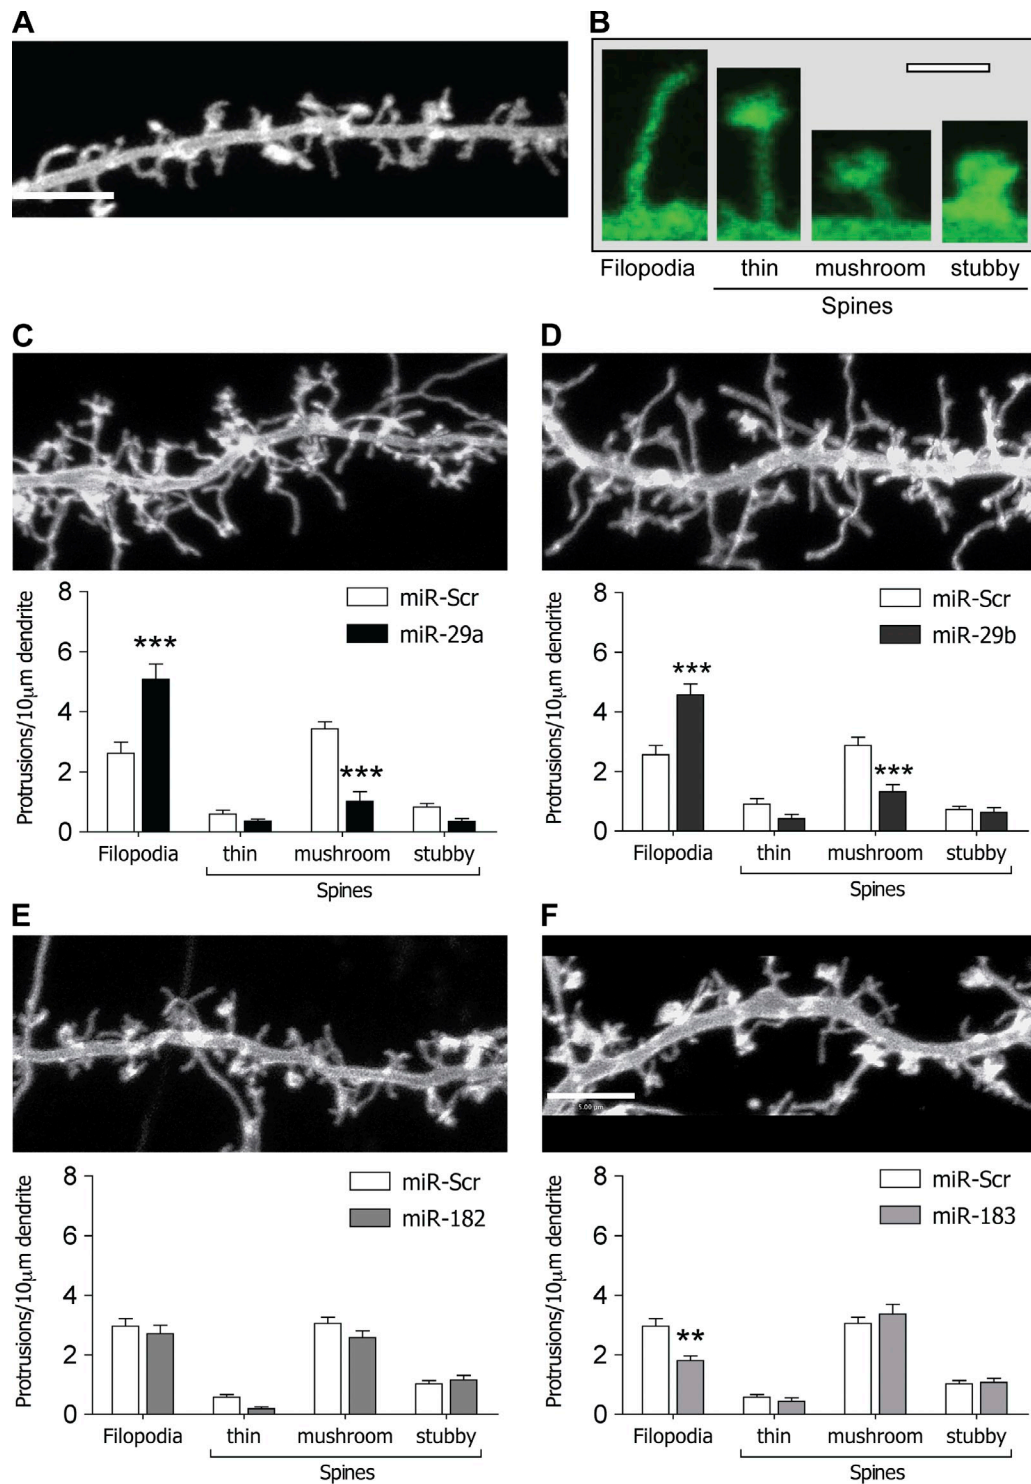 A
B
Filopodia thin mushroom stubby
Spines
C
D
8
6
4
2
0
Protrusions/10μm dendrite
miR-Scr
miR-29a
***
***
Filopodia thin mushroom stubby
Spines
8
6
4
2
0
Protrusions/10μm dendrite
miR-Scr
miR-29b
***
***
Filopodia thin mushroom stubby
Spines
E
F
5.00 μm
8
6
4
2
0
Protrusions/10μm dendrite
miR-Scr
miR-182
Filopodia thin mushroom stubby
Spines
8
6
4
2
0
Protrusions/10μm dendrite
miR-Scr
miR-183
**
Filopodia thin mushroom stubby
Spines